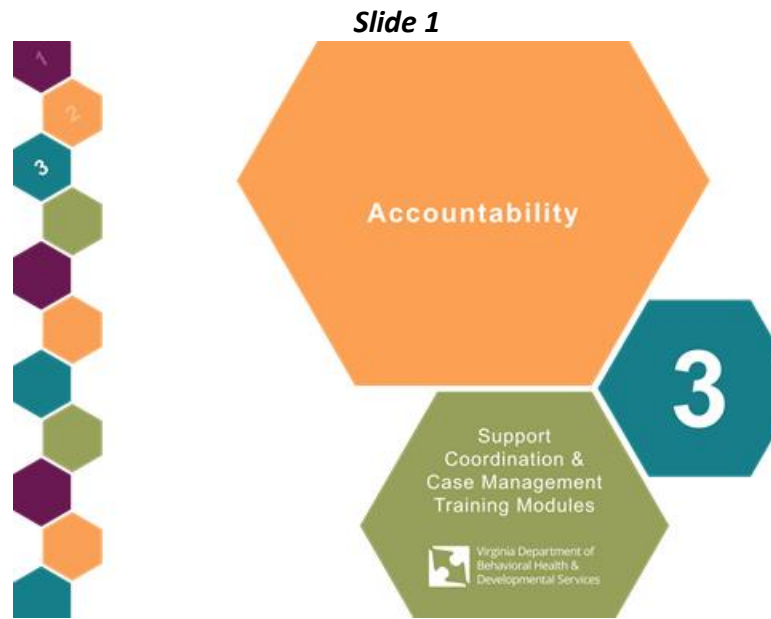 Slide 1
1
2
3
Accountability
3
Support
Coordination &
Case Management
Training Modules
Virginia Department of
Behavioral Health &
Developmental Services